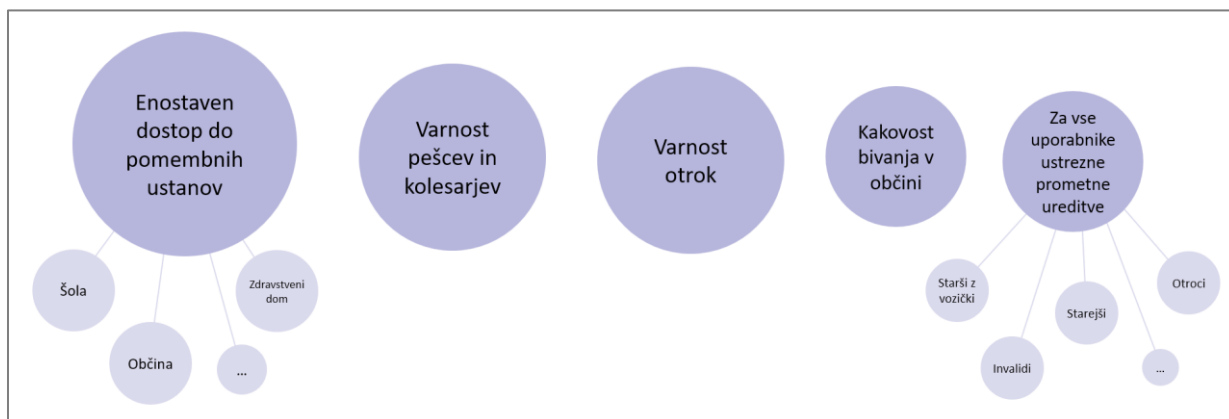 Enostaven
dostop do
pomembnih
ustanov
Šola
Občina
...
Zdravstveni
dom
Varnost
pešcev in
kolesarjev
Varnost
otrok
Kakovost
bivanja v
občini
Za vse
uporabnike
ustrezne
prometne
ureditve
Starši z
vozički
Invalidi
Starejši
...
Otroci